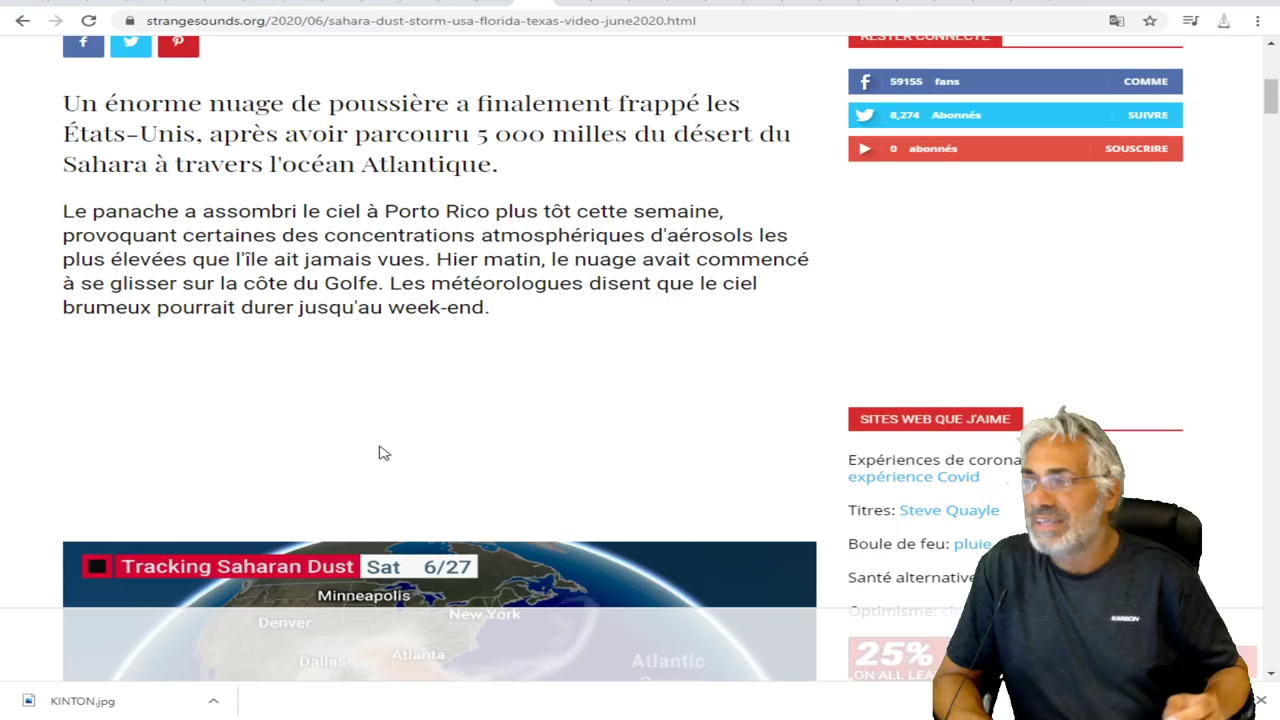 strangesounds.org/2020/06/sahara-dust-storm-usa-florida-texas-video-june2020.html
RESTER CONNECTÉ
59155 fans COMME
8,274 Abonnés SUIVRE
0 abonnés SOUSCRIRE
Un énorme nuage de poussière a finalement frappé les
États-Unis, après avoir parcouru 5 000 milles du désert du
Sahara à travers l'océan Atlantique.
Le panache a assombri le ciel à Porto Rico plus tôt cette semaine,
provoquant certaines des concentrations atmosphériques d'aérosols les
plus élevées que l'île ait jamais vues. Hier matin, le nuage avait commencé
à se glisser sur la côte du Golfe. Les météorologues disent que le ciel
brumeux pourrait durer jusqu'au week-end.
SITES WEB QUE J'AIME
Expériences de corona
expérience Covid
Titres: Steve Quayle
Boule de feu: pluie
Santé alternative
Optimisme:
25%
ON ALL LEA
Tracking Saharan Dust Sat 6/27
Minneapolis
New York
Denver
Atlanta
Dallas
Atlantic
KARBON
KINTON.jpg